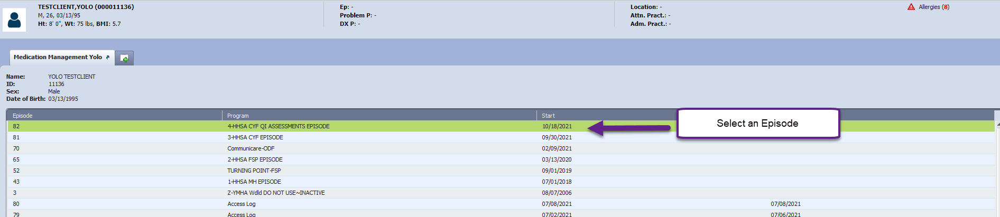 TESTCLIENT,YOLO (000011136)
M, 26, 03/13/95
Ht: 8' 0", Wt: 75 lbs, BMI: 5.7
Ep: -
Problem P: -
DX P: -
Location: -
Attn. Pract.: -
Adm. Pract.: -
Allergies (8)
Medication Management Yolo
Name: YOLO TESTCLIENT
ID: 11136
Sex: Male
Date of Birth: 03/13/1995
Episode Program Start
82 4-HHSA CYF QI ASSESSMENTS EPISODE 10/18/2021
Select an Episode
81 3-HHSA CYF EPISODE 09/30/2021
70 Communicare-ODF 02/09/2021
65 2-HHSA FSP EPISODE 03/13/2020
52 TURNING POINT-FSP 09/01/2019
43 1-HHSA MH EPISODE 07/01/2018
3 Z-YMHA Wdld DO NOT USE~INACTIVE 08/07/2006
80 Access Log 07/08/2021 07/08/2021
79 Access Log 07/02/2021 07/06/2021